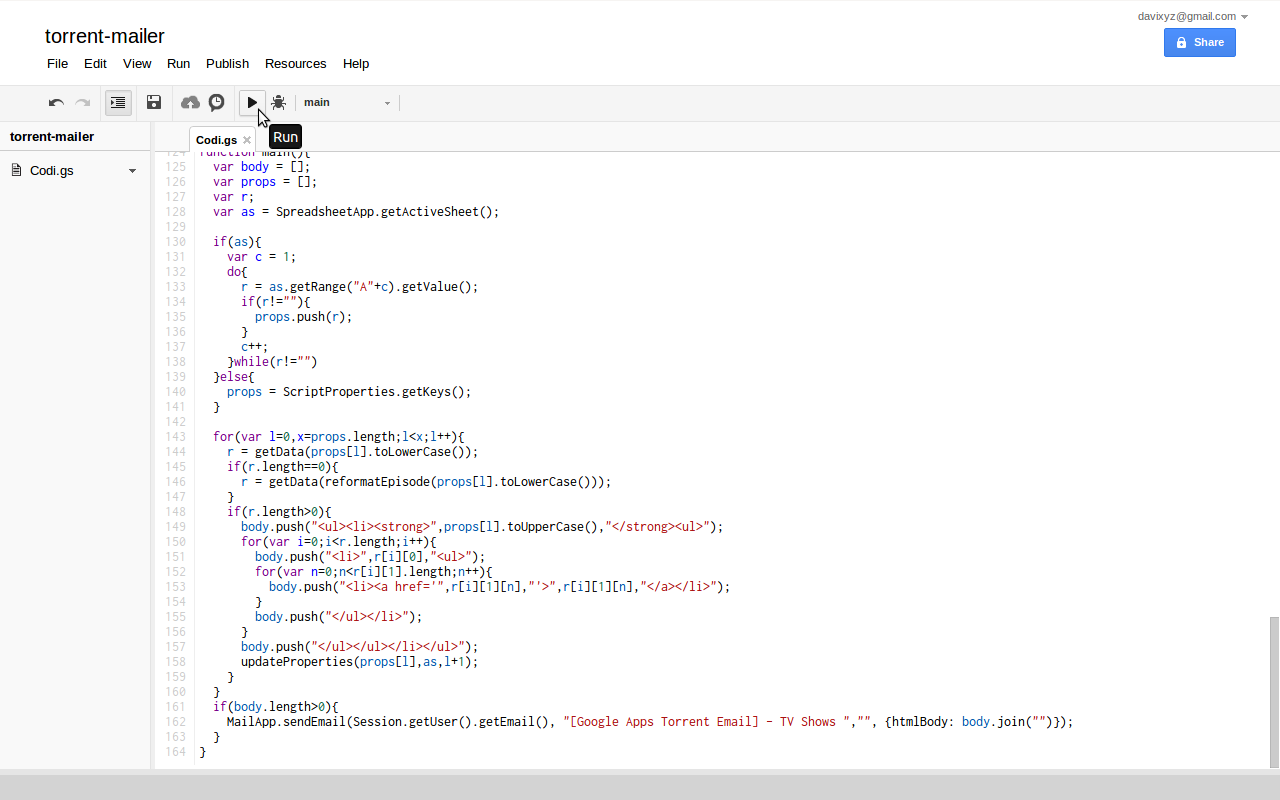 davixyz@gmail.com
torrent-mailer
Share
File Edit View Run Publish Resources Help
main
torrent-mailer
Codi.gs
Run
Codi.gs
124 function main(){
125   var body = [];
126   var props = [];
127   var r;
128   var as = SpreadsheetApp.getActiveSheet();
129
130   if(as){
131     var c = 1;
132     do{
133       r = as.getRange("A"+c).getValue();
134       if(r!=""){
135         props.push(r);
136       }
137       c++;
138     }while(r!="")
139   }else{
140     props = ScriptProperties.getKeys();
141   }
142
143   for(var l=0,x=props.length;l<x;l++){
144     r = getData(props[l].toLowerCase());
145     if(r.length==0){
146       r = getData(reformatEpisode(props[l].toLowerCase()));
147     }
148     if(r.length>0){
149       body.push("<ul><li><strong>",props[l].toUpperCase(),"</strong><ul>");
150       for(var i=0;i<r.length;i++){
151         body.push("<li>",r[i][0],"<ul>");
152         for(var n=0;n<r[i][1].length;n++){
153           body.push("<li><a href='",r[i][1][n],"'>",r[i][1][n],"</a></li>");
154         }
155         body.push("</ul></li>");
156       }
157       body.push("</ul></ul></li></ul>");
158       updateProperties(props[l],as,l+1);
159     }
160   }
161   if(body.length>0){
162     MailApp.sendEmail(Session.getUser().getEmail(), "[Google Apps Torrent Email] - TV Shows ","", {htmlBody: body.join("")});
163   }
164 }